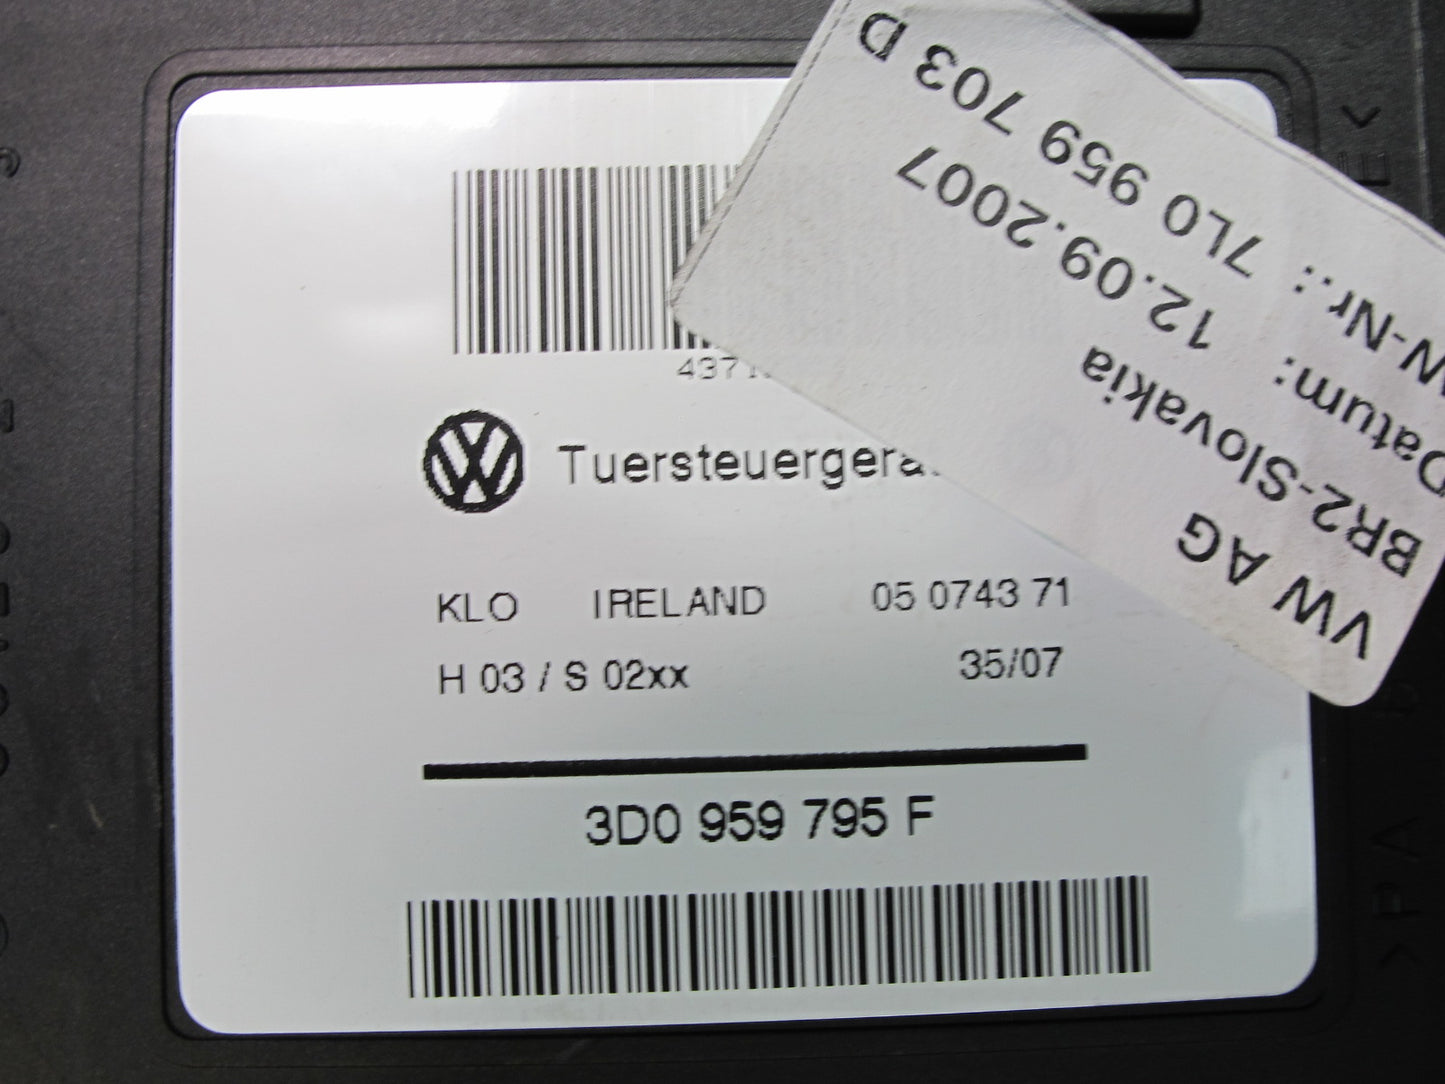 Tuersteuergerä
KLO IRELAND 05 0743 71
H 03 / S 02xx 35/07
3D0 959 795 F
VW AG
BR2-Slovakia
Datum: 12.09.2007
W-Nr.: 7L0 959 703 D